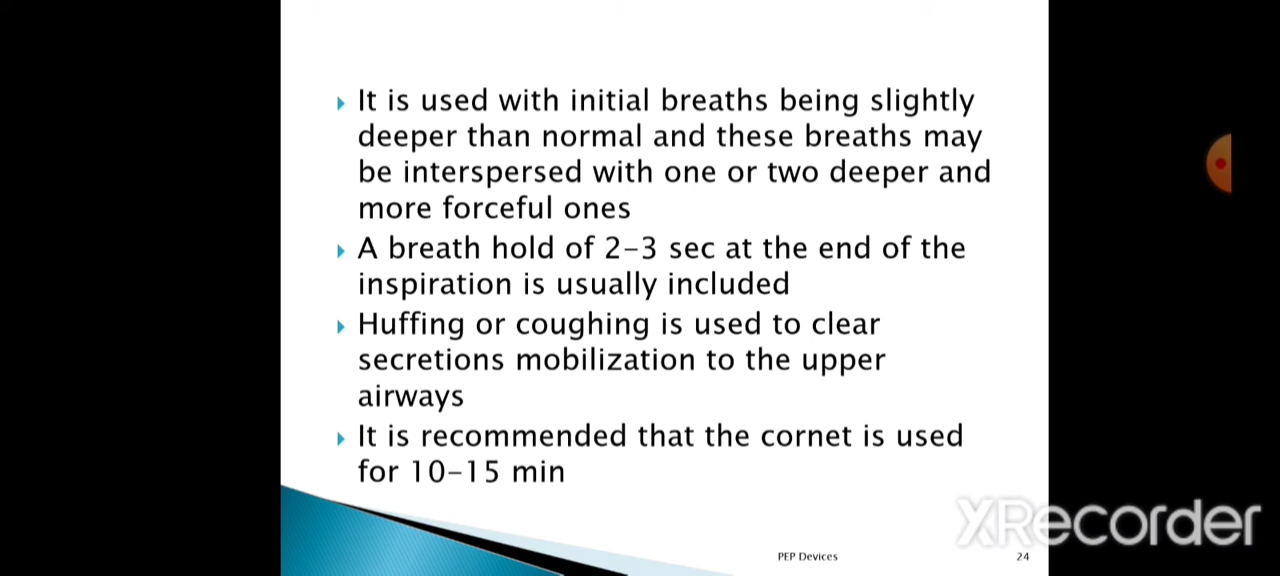 It is used with initial breaths being slightly
deeper than normal and these breaths may
be interspersed with one or two deeper and
more forceful ones
A breath hold of 2-3 sec at the end of the
inspiration is usually included
Huffing or coughing is used to clear
secretions mobilization to the upper
airways
It is recommended that the cornet is used
for 10-15 min
XRecorder
PEP Devices 24